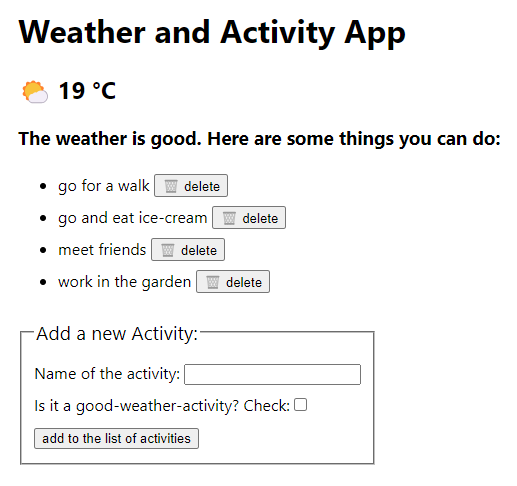 Weather and Activity App
🌤️ 19 °C
The weather is good. Here are some things you can do:
• go for a walk 🗑️ delete
• go and eat ice-cream 🗑️ delete
• meet friends 🗑️ delete
• work in the garden 🗑️ delete
Add a new Activity:
Name of the activity:
Is it a good-weather-activity? Check:
add to the list of activities